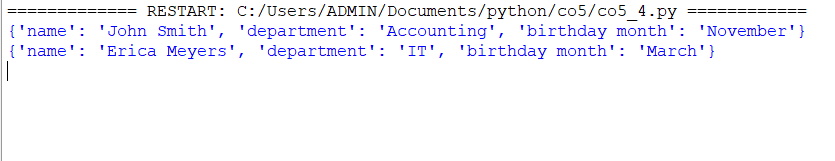 ============= RESTART: C:/Users/ADMIN/Documents/python/co5/co5_4.py ============
{'name': 'John Smith', 'department': 'Accounting', 'birthday month': 'November'}
{'name': 'Erica Meyers', 'department': 'IT', 'birthday month': 'March'}